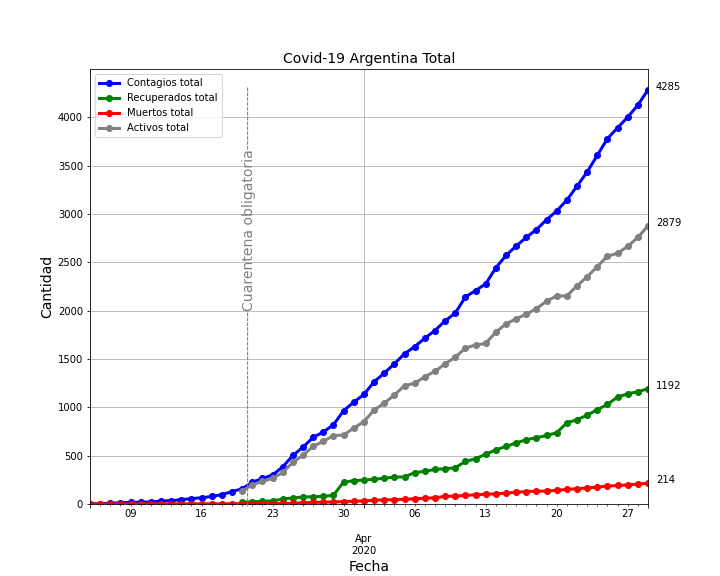 Covid-19 Argentina Total
Contagios total
Recuperados total
Muertos total
Activos total
Cuarentena obligatoria
Cantidad
4000
3500
3000
2500
2000
1500
1000
500
0
4285
2879
1192
214
09
16
23
30
06
13
20
27
Apr
2020
Fecha